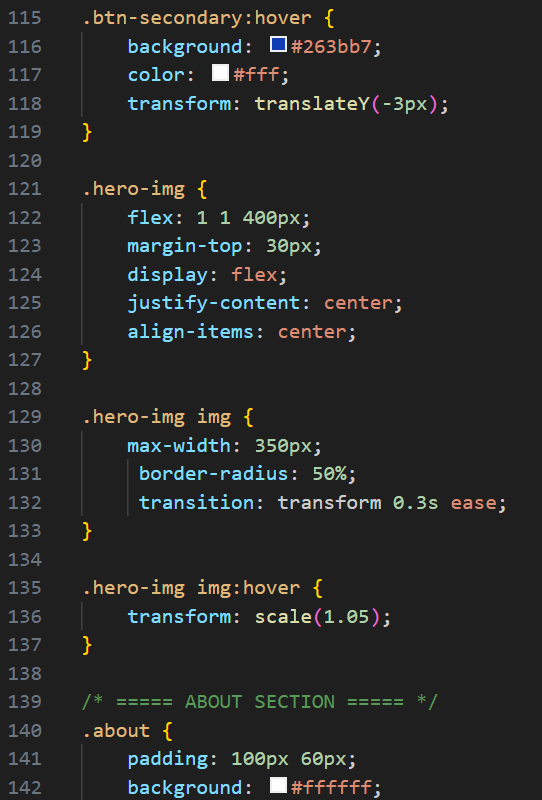 115 .btn-secondary:hover {
116     background: #263bb7;
117     color: #fff;
118     transform: translateY(-3px);
119 }
120
121 .hero-img {
122     flex: 1 1 400px;
123     margin-top: 30px;
124     display: flex;
125     justify-content: center;
126     align-items: center;
127 }
128
129 .hero-img img {
130     max-width: 350px;
131      border-radius: 50%;
132      transition: transform 0.3s ease;
133 }
134
135 .hero-img img:hover {
136     transform: scale(1.05);
137 }
138
139 /* ===== ABOUT SECTION ===== */
140 .about {
141     padding: 100px 60px;
142     background: #ffffff;